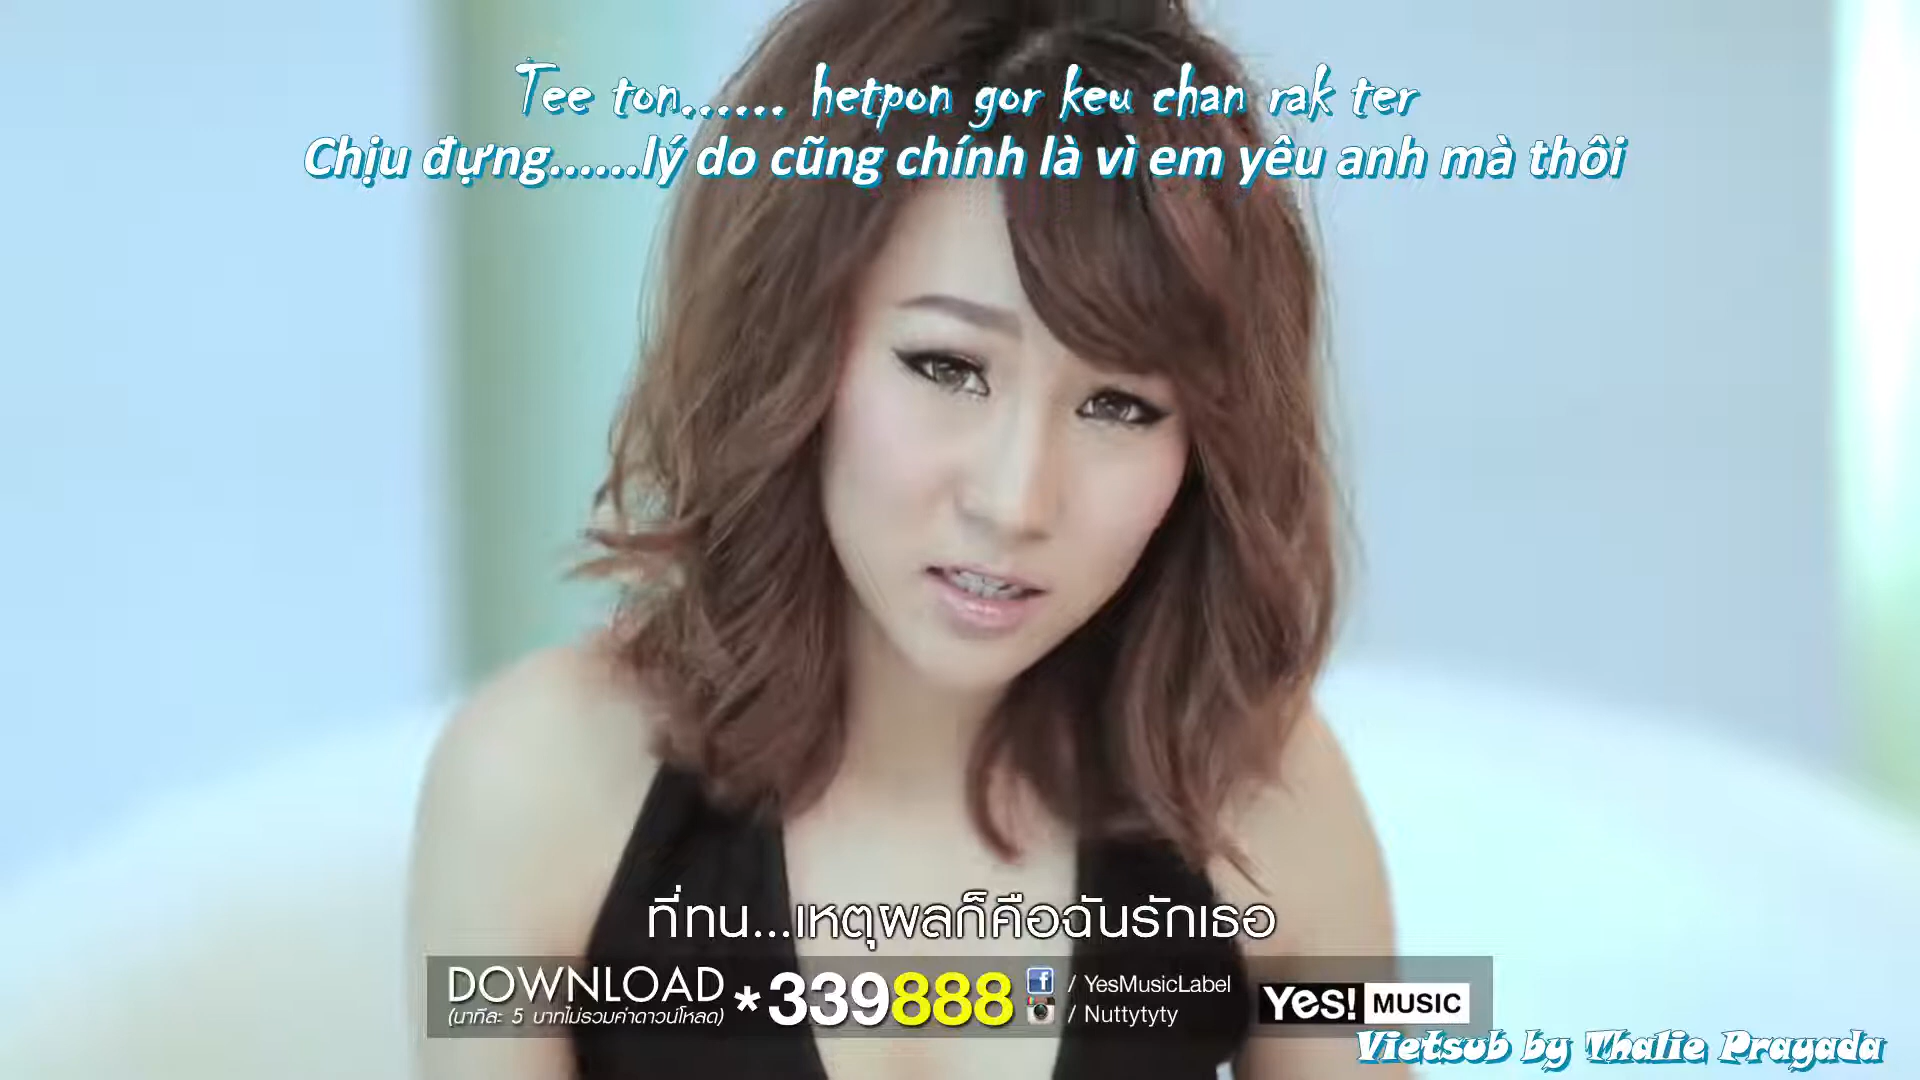 Tee ton...... hetpon gor keu chan rak ter
Chịu đựng......lý do cũng chính là vì em yêu anh mà thôi
ที่ทน...เหตุผลก็คือฉันรักเธอ
DOWNLOAD *339888
(นาทีละ 5 บาทไม่รวมค่าดาวน์โหลด)
f / YesMusicLabel
/ Nuttytyty
Yes! MUSIC
Vietsub by Thalie Prayada